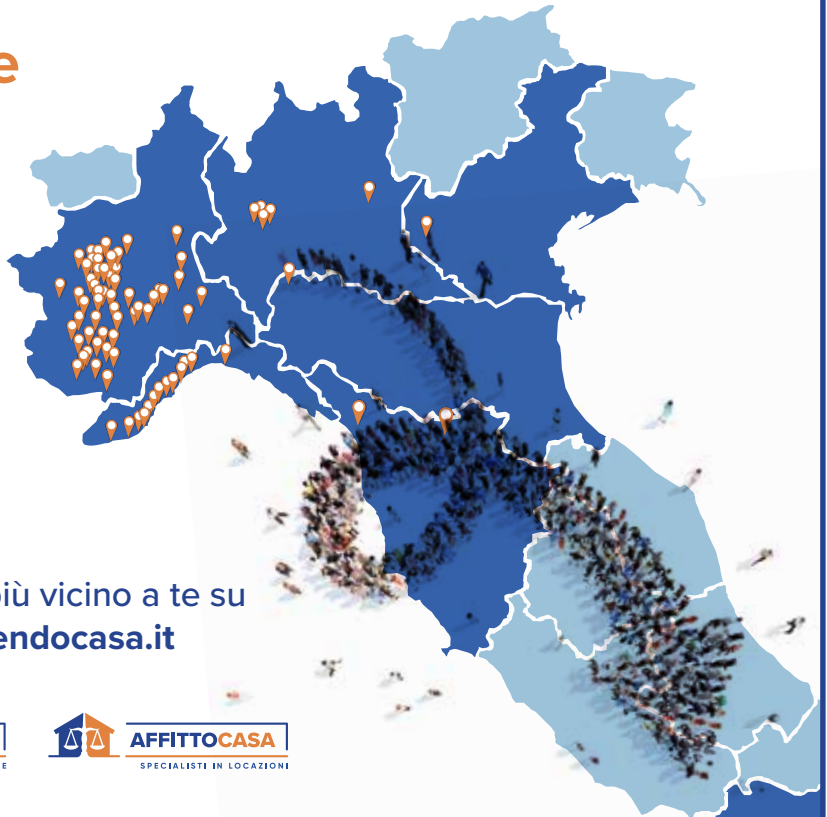 e
più vicino a te su
endocasa.it
E
AFFITTOCASA
SPECIALISTI IN LOCAZIONI